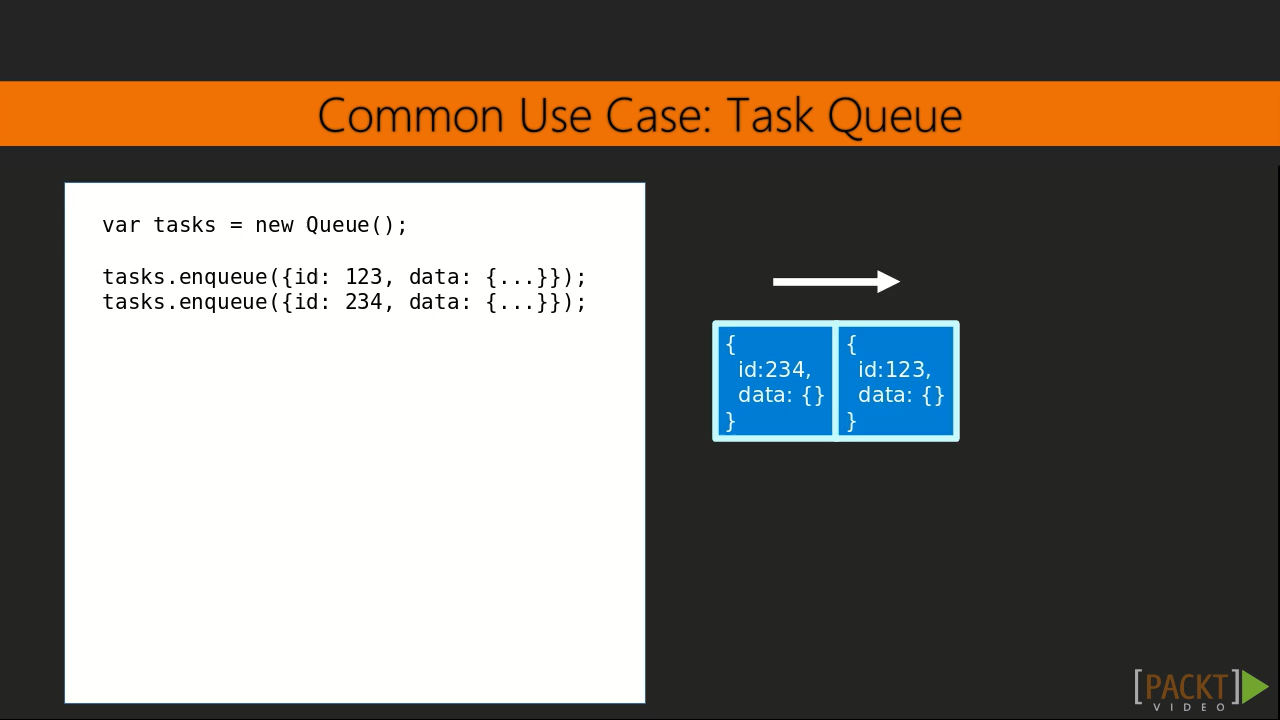 Common Use Case: Task Queue
var tasks = new Queue();
tasks.enqueue({id: 123, data: {...}});
tasks.enqueue({id: 234, data: {...}});
{
id:234,
data: {}
}
{
id:123,
data: {}
}
[PACKT]
VIDEO